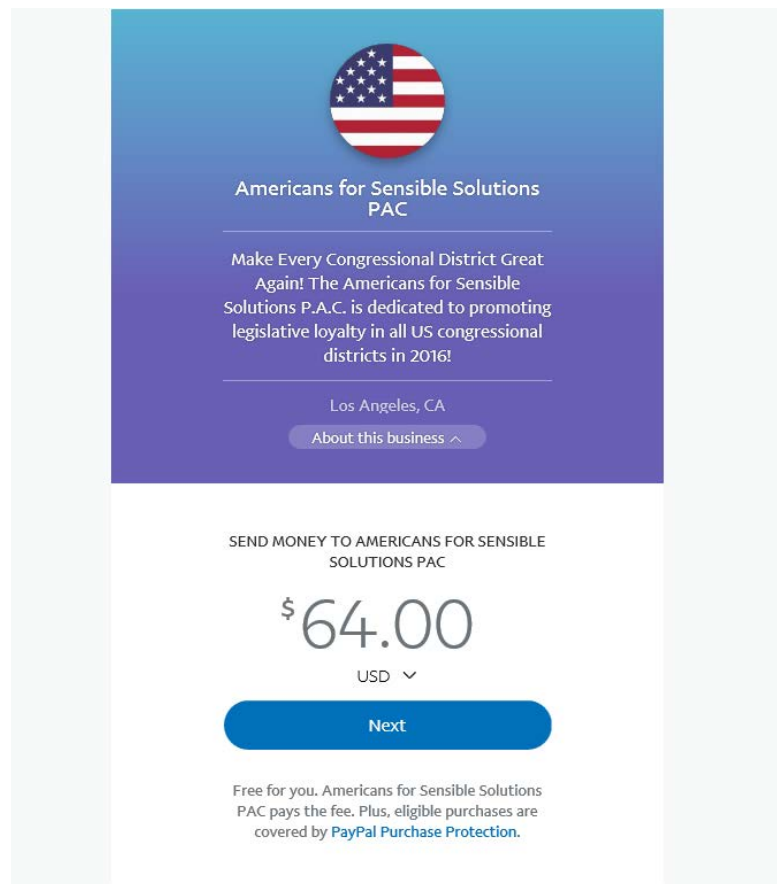 Americans for Sensible Solutions
PAC
Make Every Congressional District Great
Again! The Americans for Sensible
Solutions P.A.C. is dedicated to promoting
legislative loyalty in all US congressional
districts in 2016!
Los Angeles, CA
About this business
SEND MONEY TO AMERICANS FOR SENSIBLE
SOLUTIONS PAC
$64.00
USD
Next
Free for you. Americans for Sensible Solutions
PAC pays the fee. Plus, eligible purchases are
covered by PayPal Purchase Protection.